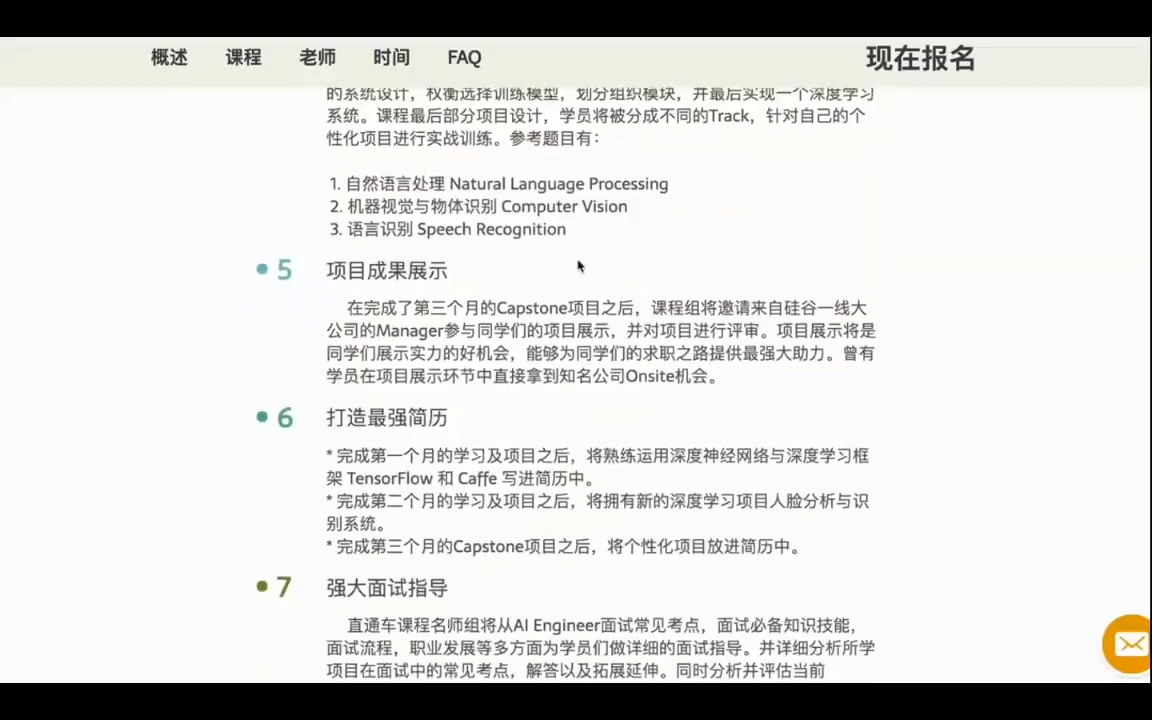 概述 课程 老师 时间 FAQ 现在报名
的系统设计，权衡选择训练模型，划分组织模块，并最后实现一个深度学习
系统。课程最后部分项目设计，学员将被分成不同的Track，针对自己的个
性化项目进行实战训练。参考题目有：
1. 自然语言处理 Natural Language Processing
2. 机器视觉与物体识别 Computer Vision
3. 语言识别 Speech Recognition
5 项目成果展示
在完成了第三个月的Capstone项目之后，课程组将邀请来自硅谷一线大
公司的Manager参与同学们的项目展示，并对项目进行评审。项目展示将是
同学们展示实力的好机会，能够为同学们的求职之路提供最强大助力。曾有
学员在项目展示环节中直接拿到知名公司Onsite机会。
6 打造最强简历
* 完成第一个月的学习及项目之后，将熟练运用深度神经网络与深度学习框
架 TensorFlow 和 Caffe 写进简历中。
* 完成第二个月的学习及项目之后，将拥有新的深度学习项目人脸分析与识
别系统。
* 完成第三个月的Capstone项目之后，将个性化项目放进简历中。
7 强大面试指导
直通车课程名师组将从AI Engineer面试常见考点，面试必备知识技能，
面试流程，职业发展等多方面为学员们做详细的面试指导。并详细分析所学
项目在面试中的常见考点，解答以及拓展延伸。同时分析并评估当前